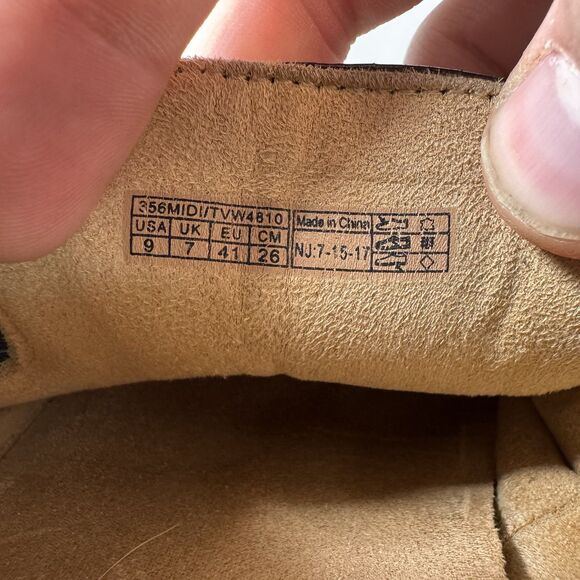 356MIDI/TVW4810
USA UK EU CM
9 7 41 26
Made in China
NJ:7-15-17